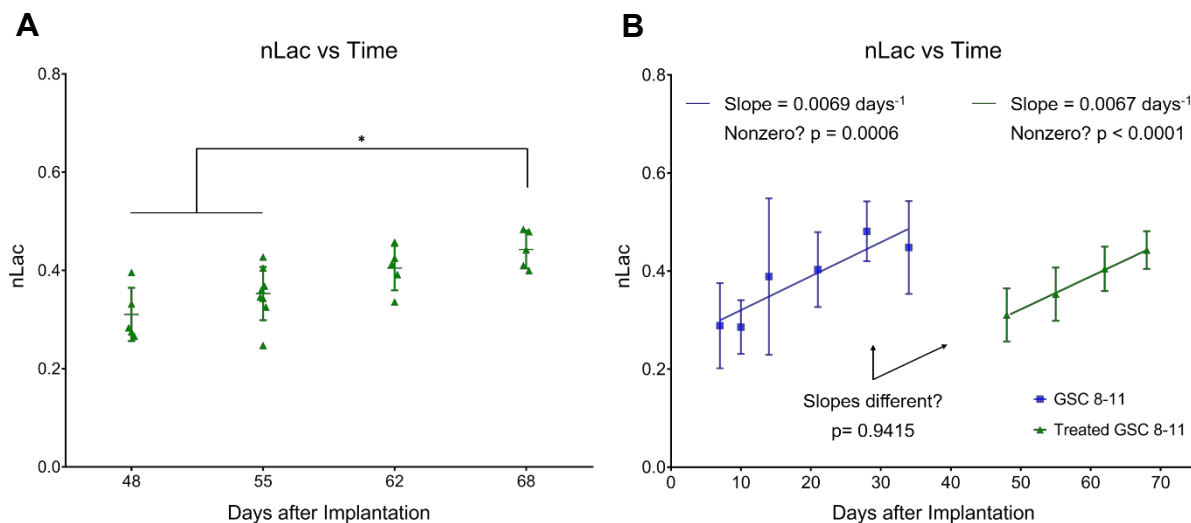 A
nLac vs Time
0.8
0.6
0.4
0.2
0.0
nLac
*
48 55 62 68
Days after Implantation
B
nLac vs Time
Slope = 0.0069 days⁻¹
Nonzero? p = 0.0006
Slope = 0.0067 days⁻¹
Nonzero? p < 0.0001
0.8
0.6
0.4
0.2
0.0
nLac
Slopes different?
p= 0.9415
GSC 8-11
Treated GSC 8-11
0 10 20 30 40 50 60 70
Days after Implantation